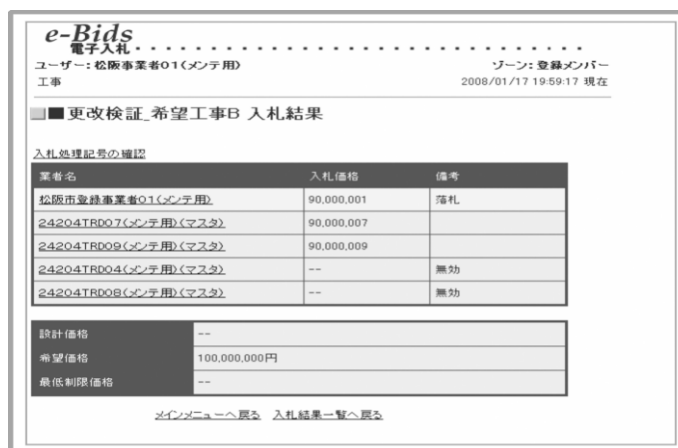 e-Bids
電子入札
ユーザー：松阪事業者01(メンテ用) ゾーン：登録メンバー
工事 2008/01/17 19:59:17 現在
更改検証_希望工事B 入札結果
入札処理記号の確認
業者名 入札価格 備考
松阪市登録事業者01(メンテ用) 90,000,001 落札
24204TRD07(メンテ用)(マスタ) 90,000,007
24204TRD09(メンテ用)(マスタ) 90,000,009
24204TRD04(メンテ用)(マスタ) -- 無効
24204TRD08(メンテ用)(マスタ) -- 無効
設計価格 --
希望価格 100,000,000円
最低制限価格 --
メインメニューへ戻る 入札結果一覧へ戻る